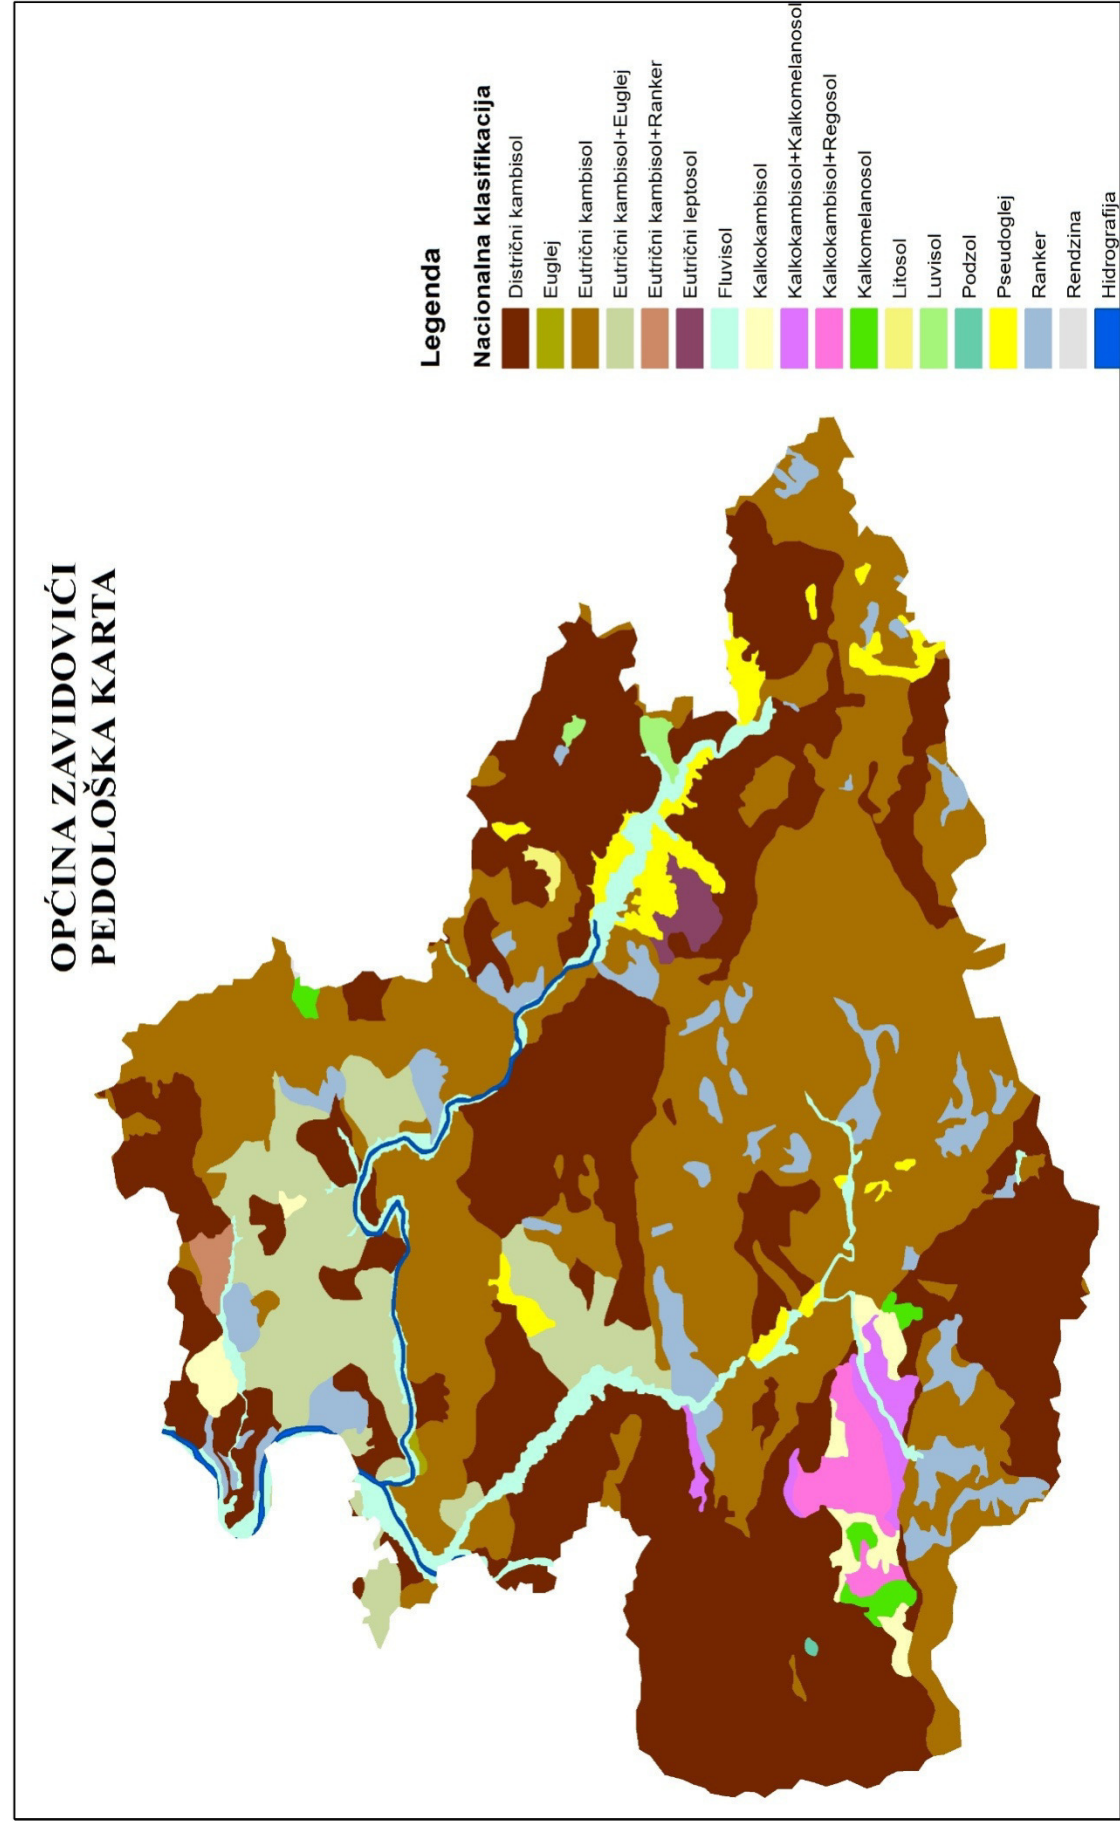 OPĆINA ZAVIDOVIĆI
PEDOLOŠKA KARTA
Legenda
Nacionalna klasifikacija
Distrični kambisol
Euglej
Eutrični kambisol
Eutrični kambisol+Euglej
Eutrični kambisol+Ranker
Eutrični leptosol
Fluvisol
Kalkokambisol
Kalkokambisol+Kalkomelanosol
Kalkokambisol+Regosol
Kalkomelanosol
Litosol
Luvisol
Podzol
Pseudoglej
Ranker
Rendzina
Hidrografija